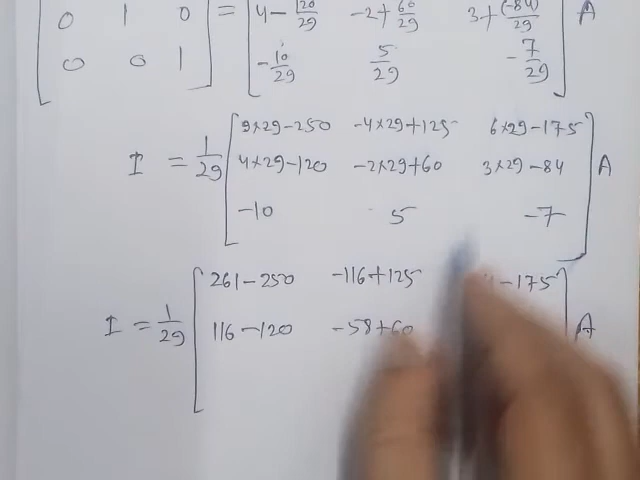 0 1 0 = 4 - 120/29 -2 + 60/29 3 + (-84)/29 A
0 0 1 -10/29 5/29 -7/29
9×29-250 -4×29+125 6×29-175
I = 1/29 4×29-120 -2×29+60 3×29-84 A
-10 5 -7
261-250 -116+125 -175
I = 1/29 116-120 -58+60 A